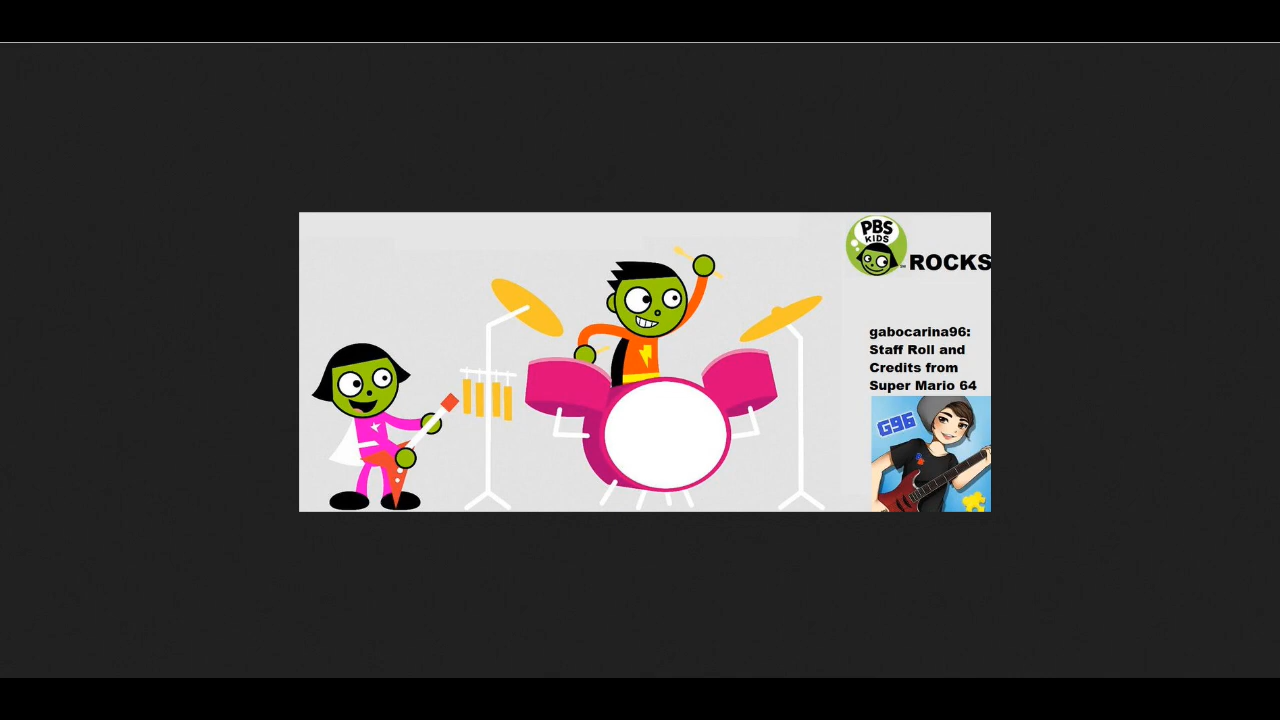 PBS
KIDS
ROCKS
gabocarina96:
Staff Roll and
Credits from
Super Mario 64
G96